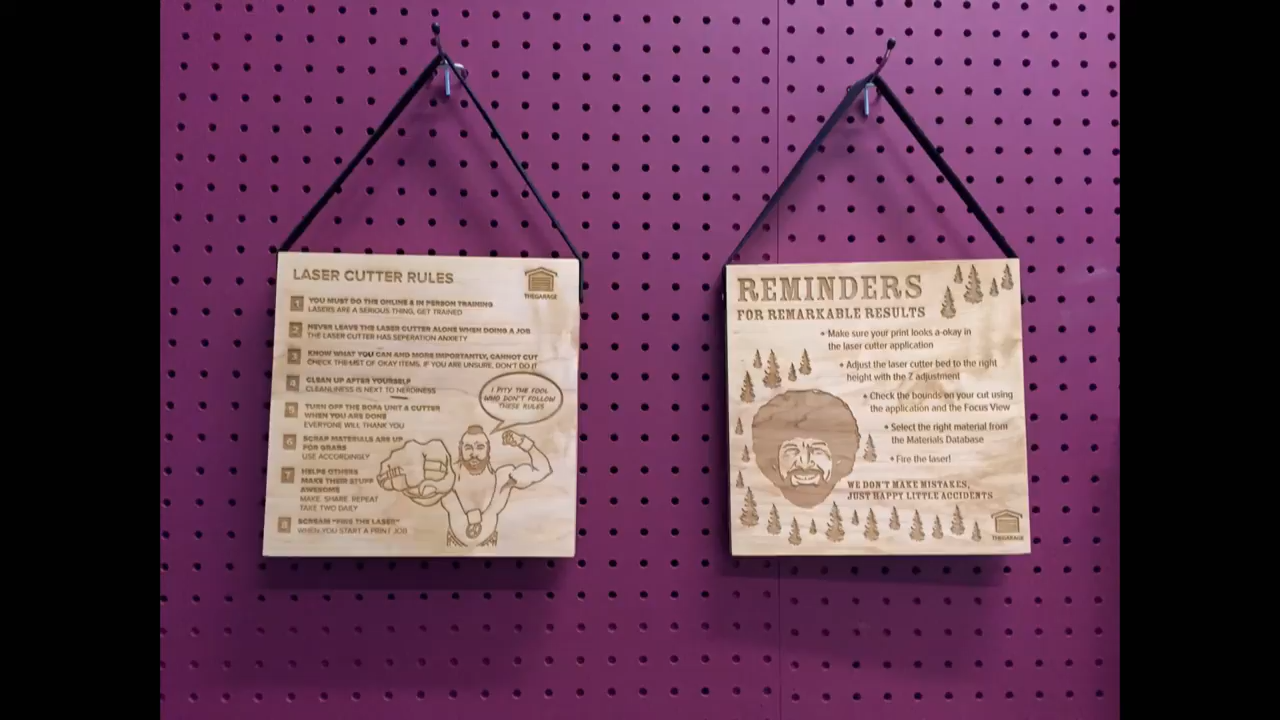 LASER CUTTER RULES
THEGARAGE
1 YOU MUST DO THE ONLINE & IN PERSON TRAINING
LASERS ARE A SERIOUS THING, GET TRAINED
2 NEVER LEAVE THE LASER CUTTER ALONE WHEN DOING A JOB
THE LASER CUTTER HAS SEPERATION ANXIETY
3 KNOW WHAT YOU CAN AND MORE IMPORTANTLY, CANNOT CUT
CHECK THE LIST OF OKAY ITEMS, IF YOU ARE UNSURE, DON'T DO IT
4 CLEAN UP AFTER YOURSELF
CLEANLINESS IS NEXT TO NERDINESS
5 TURN OFF THE BOFA UNIT & CUTTER
WHEN YOU ARE DONE
EVERYONE WILL THANK YOU
6 SCRAP MATERIALS ARE UP
FOR GRABS
USE ACCORDINGLY
7 HELPS OTHERS
MAKE THEIR STUFF
AWESOME
MAKE. SHARE. REPEAT
TAKE TWO DAILY
8 SCREAM "FIRE THE LASER"
WHEN YOU START A PRINT JOB
I PITY THE FOOL
WHO DON'T FOLLOW
THESE RULES
REMINDERS
FOR REMARKABLE RESULTS
• Make sure your print looks a-okay in
the laser cutter application
• Adjust the laser cutter bed to the right
height with the Z adjustment
• Check the bounds on your cut using
the application and the Focus View
• Select the right material from
the Materials Database
• Fire the laser!
WE DON'T MAKE MISTAKES,
JUST HAPPY LITTLE ACCIDENTS
THEGARAGE